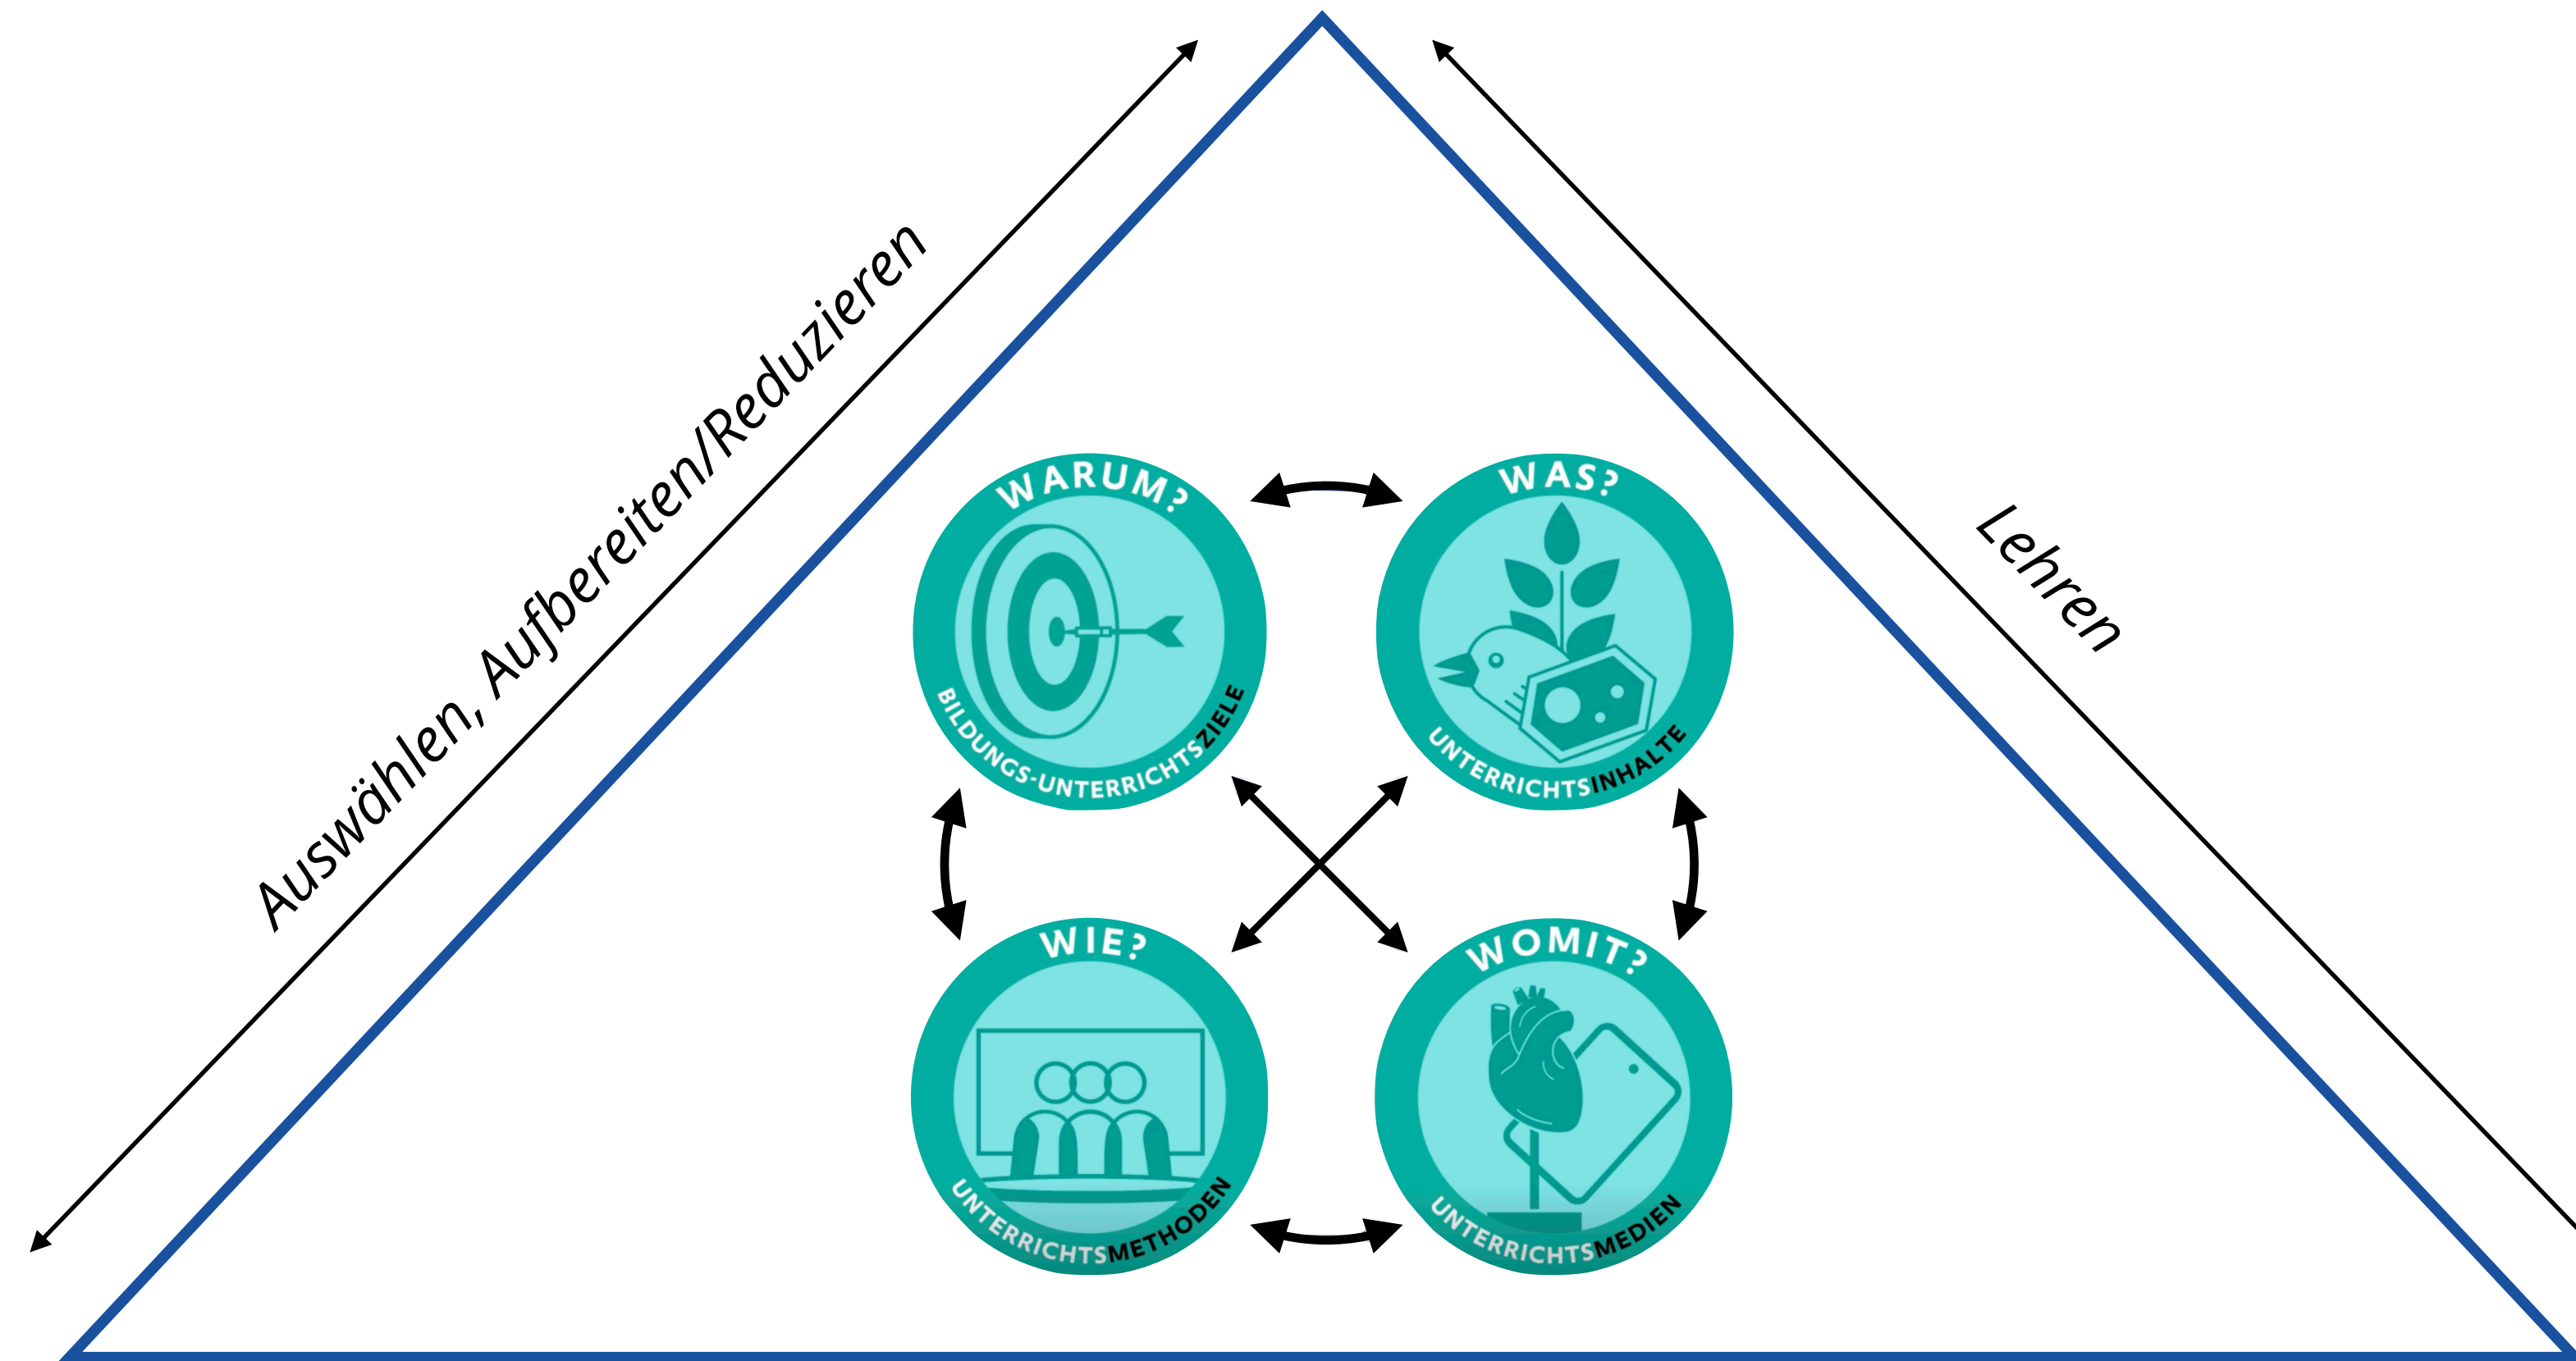 Auswählen, Aufbereiten/Reduzieren
Lehren
WARUM?
BILDUNGS-UNTERRICHTSZIELE
WAS?
UNTERRICHTSINHALTE
WIE?
UNTERRICHTSMETHODEN
WOMIT?
UNTERRICHTSMEDIEN